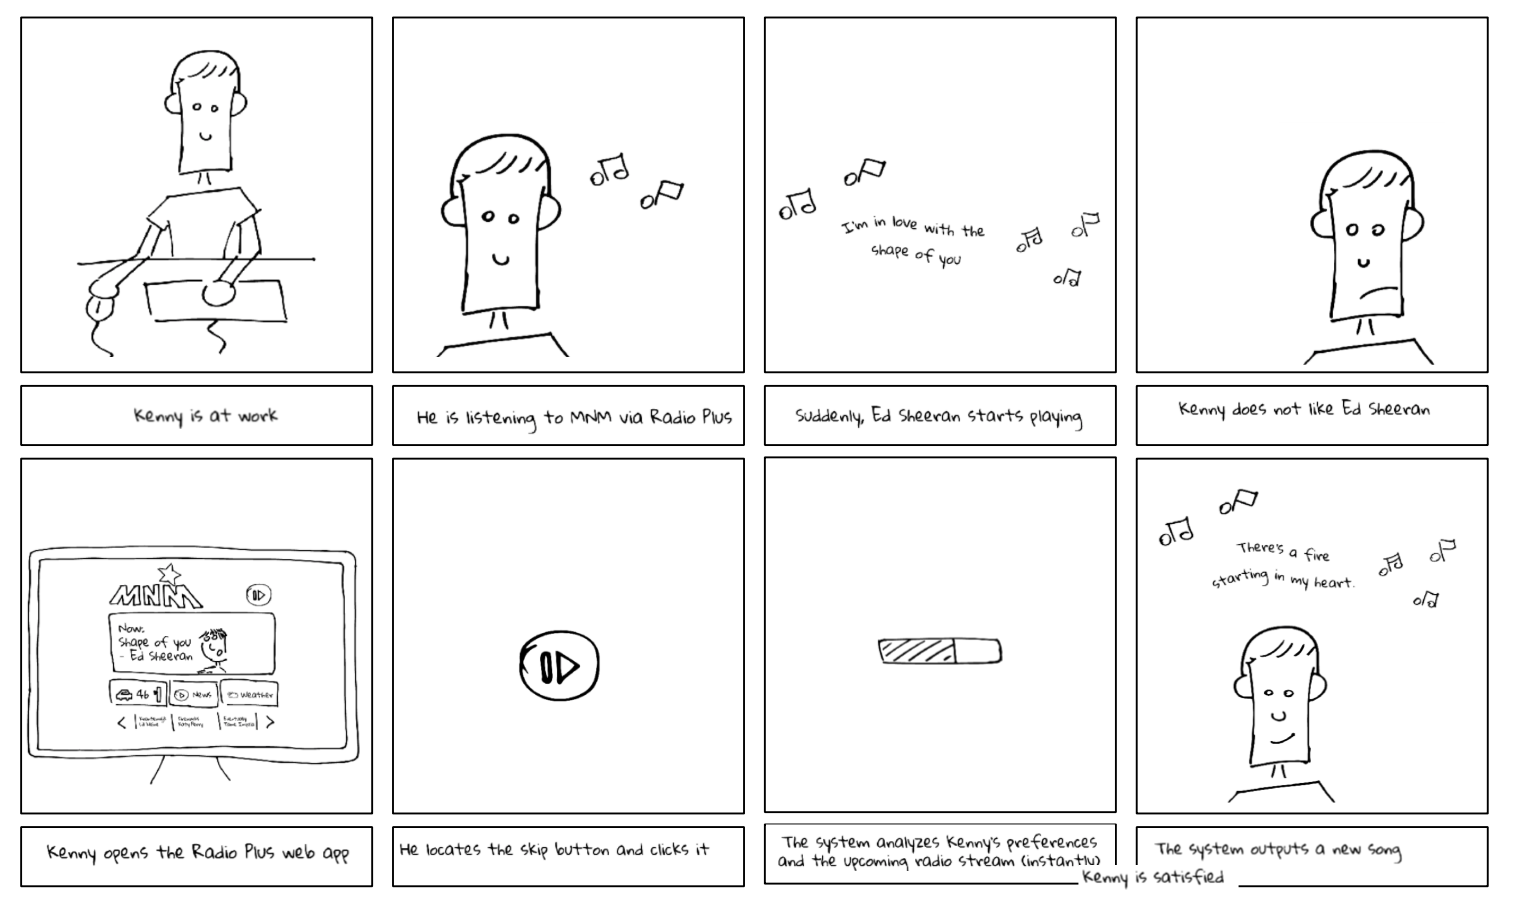 I'm in love with the
shape of you
Kenny is at work
He is listening to MNM via Radio Plus
Suddenly, Ed Sheeran starts playing
Kenny does not like Ed Sheeran
MNM
Now:
Shape of you
- Ed Sheeran
46
News
Weather
There's a fire
starting in my heart.
Kenny opens the Radio Plus web app
He locates the skip button and clicks it
The system analyzes Kenny's preferences
and the upcoming radio stream (instantly)
The system outputs a new song
Kenny is satisfied